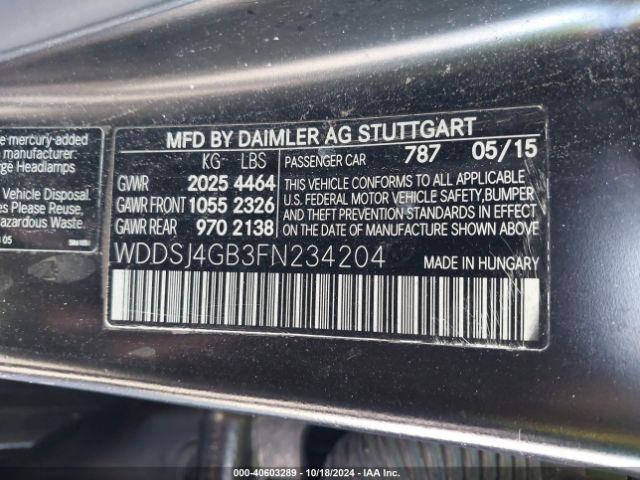 e mercury-added
arge Headlamps
Vehicle Disposal
es Please Reuse,
azardous Waste.
MFD BY DAIMLER AG STUTTGART
KG LBS PASSENGER CAR 787 05/15
GVWR 2025 4464
GAWR FRONT 1055 2326
GAWR REAR 970 2138
THIS VEHICLE CONFORMS TO ALL APPLICABLE
U.S. FEDERAL MOTOR VEHICLE SAFETY, BUMPER
AND THEFT PREVENTION STANDARDS IN EFFECT
ON THE DATE OF MANUFACTURE SHOWN ABOVE.
WDDSJ4GB3FN234204 MADE IN HUNGARY
000-40603289 - 10/18/2024 - IAA Inc.